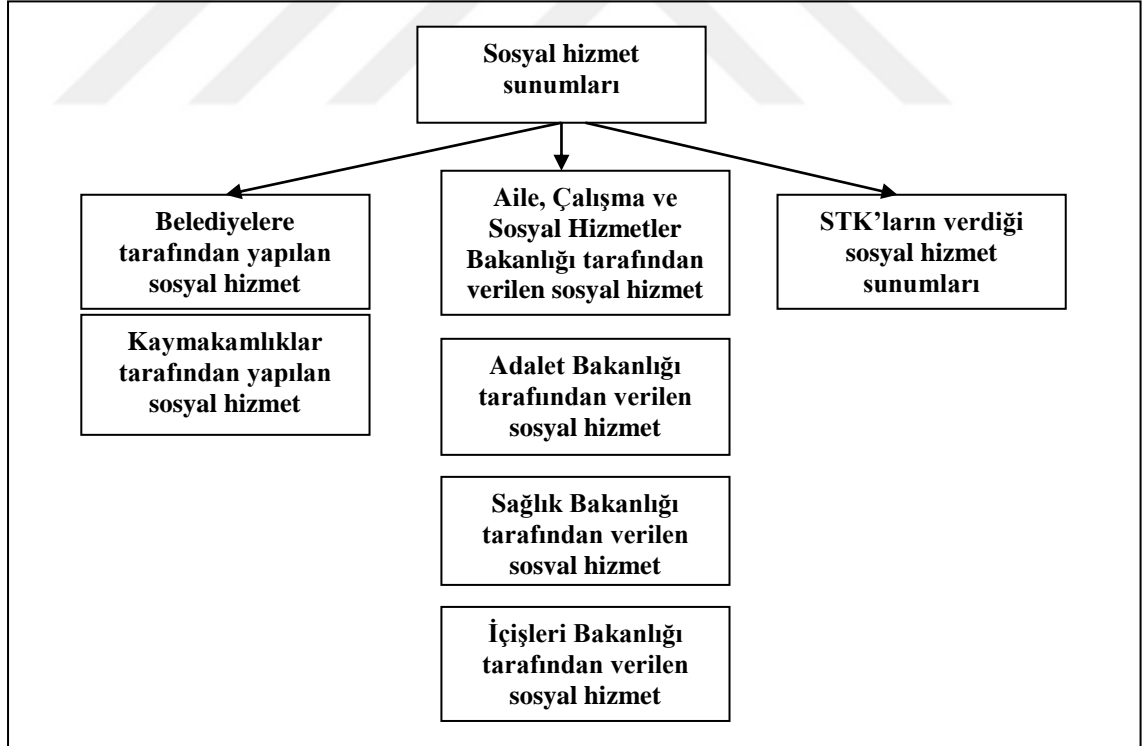 Sosyal hizmet
sunumları
Belediyelere
tarafından yapılan
sosyal hizmet
Kaymakamlıklar
tarafından yapılan
sosyal hizmet
Aile, Çalışma ve
Sosyal Hizmetler
Bakanlığı tarafından
verilen sosyal hizmet
Adalet Bakanlığı
tarafıından verilen
sosyal hizmet
Sağlık Bakanlığı
tarafından verilen
sosyal hizmet
İçişleri Bakanlığı
tarafından verilen
sosyal hizmet
STK’ların verdiği
sosyal hizmet
sunumları